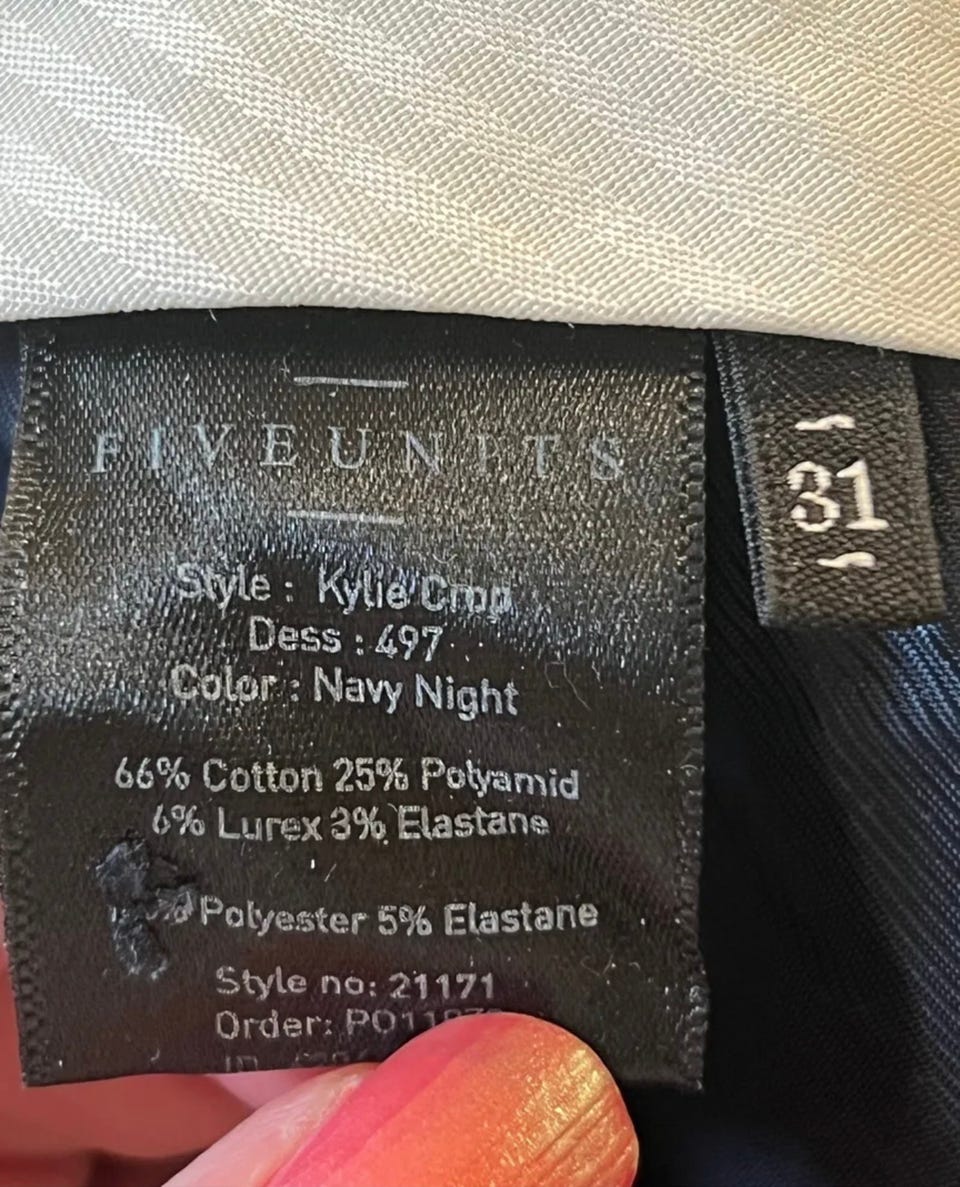 FIVEUNITS
Style : Kylie Crop
Dess : 497
Color : Navy Night
66% Cotton 25% Polyamid
6% Lurex 3% Elastane
Polyester 5% Elastane
Style no: 21171
Order:
31